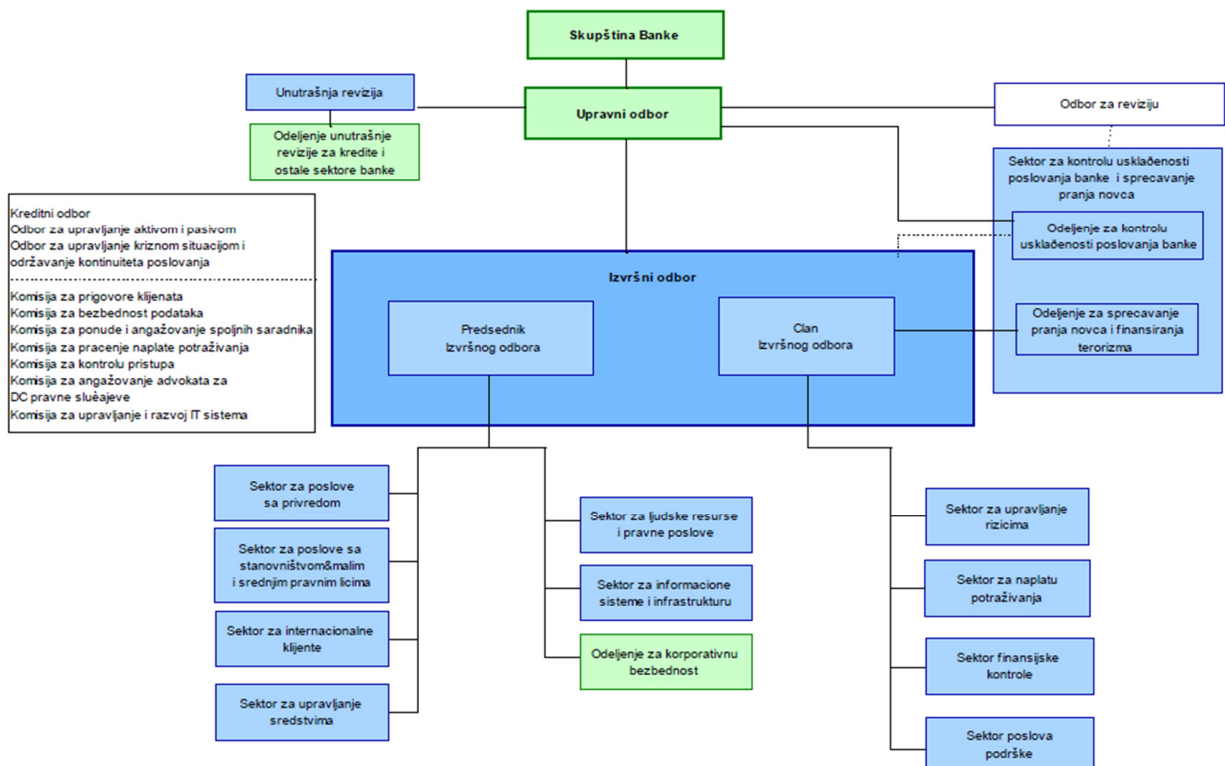 Skupština Banke
Unutrašnja revizija
Upravni odbor
Odbor za reviziju
Odeljenje unutrašnje
revizije za kredite i
ostale sektore banke
Sektor za kontrolu usklađenosti
poslovanja banke i sprecavanje
pranja novca
Odeljenje za kontrolu
usklađenosti poslovanja banke
Odeljenje za sprecavanje
pranja novca i finansiranja
terorizma
Kreditni odbor
Odbor za upravljanje aktivom i pasivom
Odbor za upravljanje kriznom situacijom i
održavanje kontinuiteta poslovanja
Komisija za prigovore klijenata
Komisija za bezbednost podataka
Komisija za ponude i angažovanje spoljnih saradnika
Komisija za pracenje naplate potraživanja
Komisija za kontrolu pristupa
Komisija za angažovanje advokata za
DC pravne sluèajeve
Komisija za upravljanje i razvoj IT sistema
Izvršni odbor
Predsednik
Izvršnog odbora
Clan
Izvršnog odbora
Sektor za poslove
sa privredom
Sektor za poslove sa
stanovništvom&malim
i srednjim pravnim licima
Sektor za internacionalne
klijente
Sektor za upravljanje
sredstvima
Sektor za ljudske resurse
i pravne poslove
Sektor za informacione
sisteme i infrastrukturu
Odeljenje za korporativnu
bezbednost
Sektor za upravljanje
rizicima
Sektor za naplatu
potraživanja
Sektor finansijske
kontrole
Sektor poslova
podrške